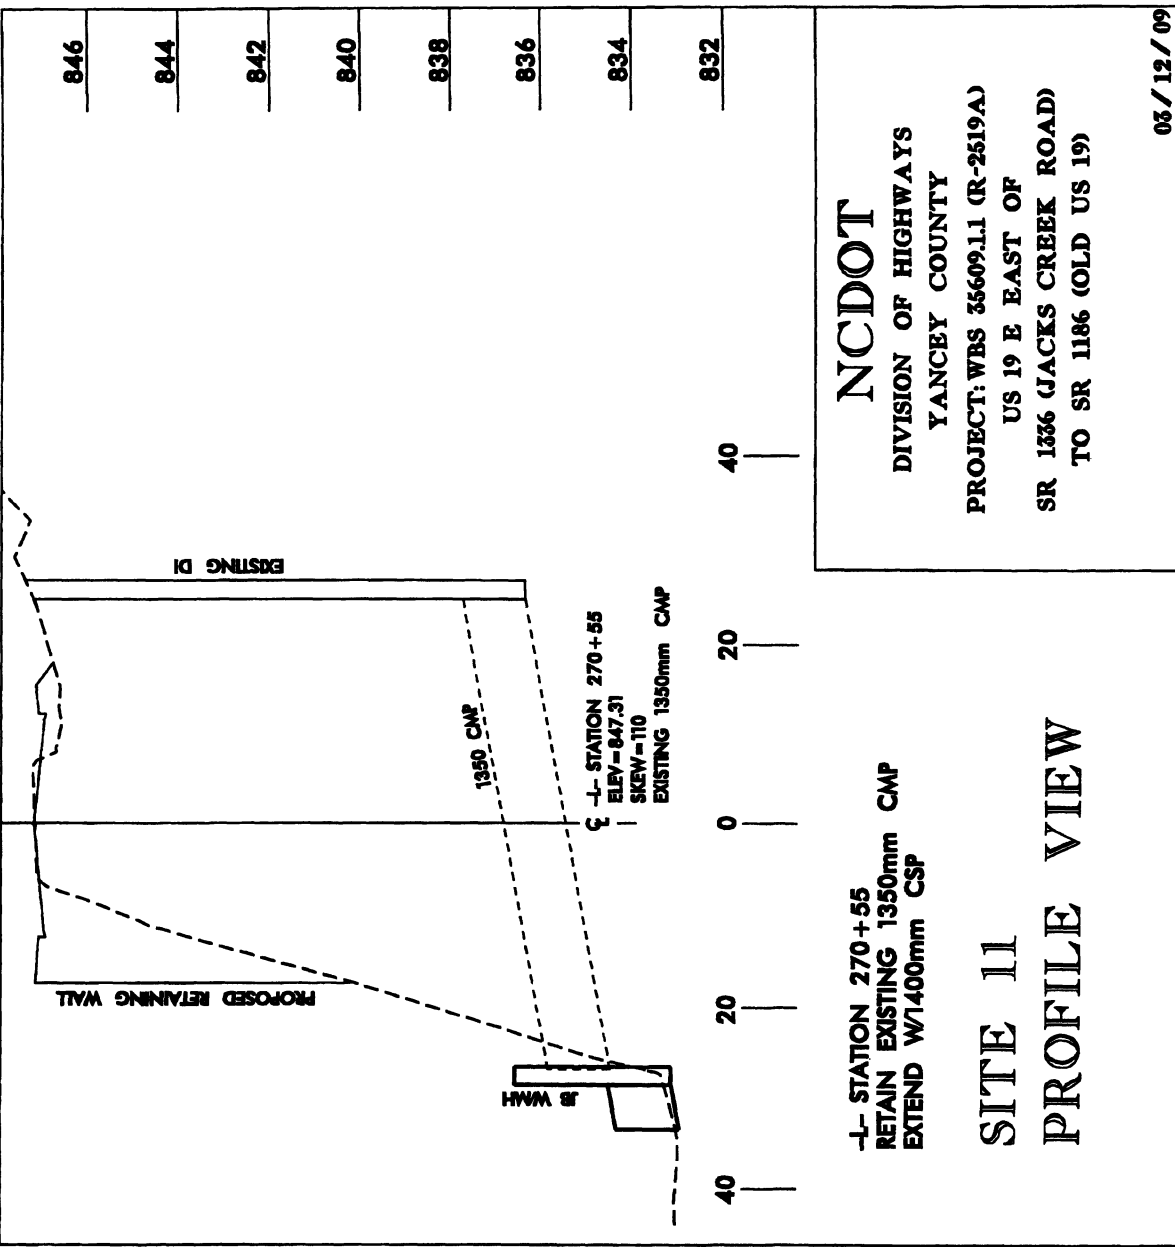 846
844
842
840
838
836
834
832
EXISTING DI
PROPOSED RETAINING WALL
JB W/MH
1350 CMP
℄ -L- STATION 270+55
ELEV=847.31
SKEW=110
EXISTING 1350mm CMP
40
20
0
20
40
-L- STATION 270+55
RETAIN EXISTING 1350mm CMP
EXTEND W/1400mm CSP
SITE 11
PROFILE VIEW
NCDOT
DIVISION OF HIGHWAYS
YANCEY COUNTY
PROJECT: WBS 35609.1.1 (R-2519A)
US 19 E EAST OF
SR 1336 (JACKS CREEK ROAD)
TO SR 1186 (OLD US 19)
03/12/09